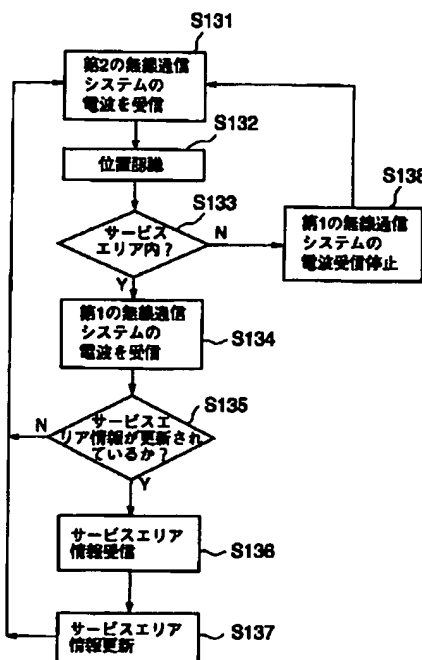 S131
第2の無線通信
システムの
電波を受信
S132
位置認識
S133
サービス
エリア内?
N
Y
S138
第1の無線通信
システムの
電波受信停止
第1の無線通信
システムの
電波を受信
S134
S135
サービスエ
リア情報が更新され
ているか?
N
Y
サービスエリア
情報受信
S136
サービスエリア
情報更新
S137